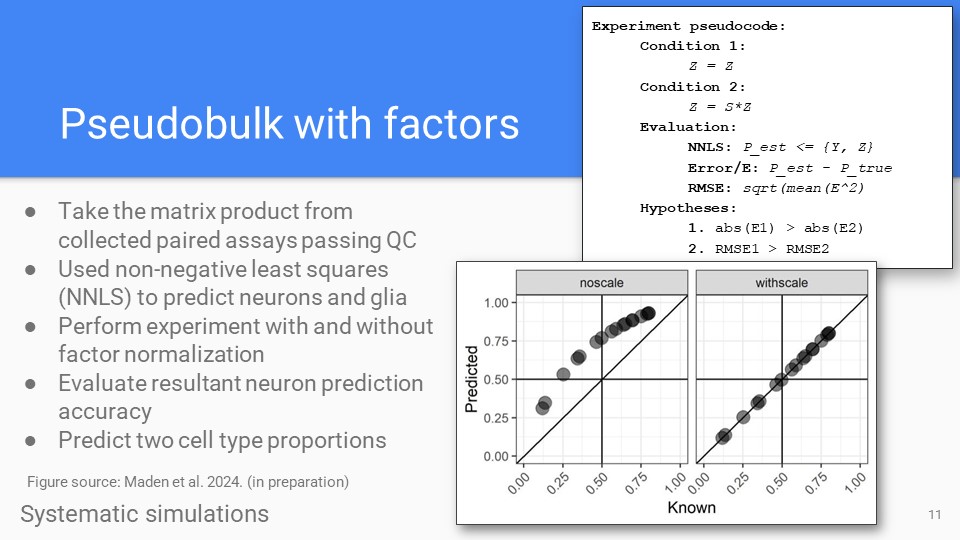 Pseudobulk with factors
Experiment pseudocode:
Condition 1:
Z = Z
Condition 2:
Z = S*Z
Evaluation:
NNLS: P_est <= {Y, Z}
Error/E: P_est - P_true
RMSE: sqrt(mean(E^2)
Hypotheses:
1. abs(E1) > abs(E2)
2. RMSE1 > RMSE2
● Take the matrix product from
collected paired assays passing QC
● Used non-negative least squares
(NNLS) to predict neurons and glia
● Perform experiment with and without
factor normalization
● Evaluate resultant neuron prediction
accuracy
● Predict two cell type proportions
noscale withscale
Predicted
1.00
0.75
0.50
0.25
0.00
0.00 0.25 0.50 0.75 1.00 0.00 0.25 0.50 0.75 1.00
Known
Figure source: Maden et al. 2024. (in preparation)
Systematic simulations
11